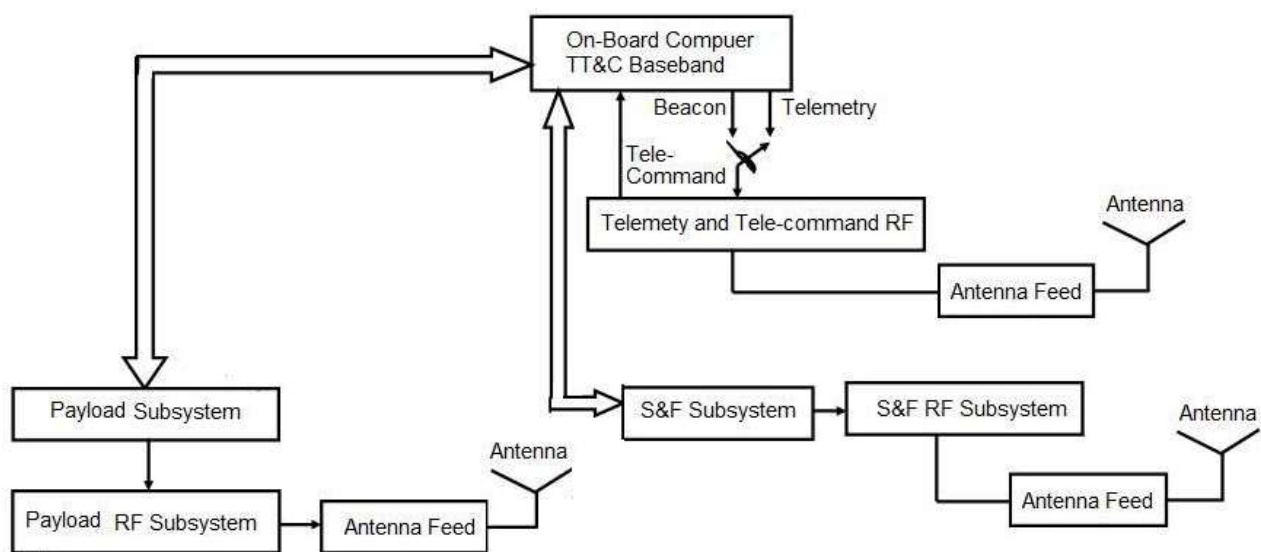 On-Board Compuer
TT&C Baseband
Beacon
Telemetry
Tele-
Command
Telemety and Tele-command RF
Antenna
Antenna Feed
Payload Subsystem
S&F Subsystem
S&F RF Subsystem
Antenna
Antenna
Payload RF Subsystem
Antenna Feed
Antenna Feed